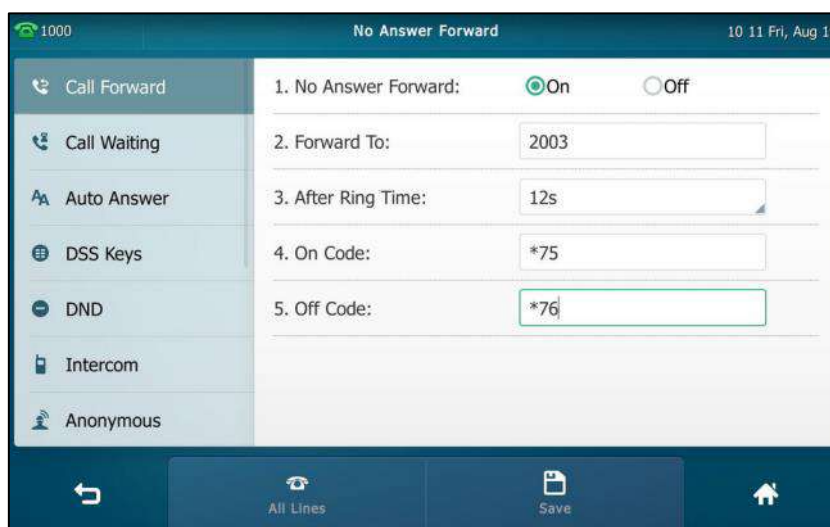 1000 No Answer Forward 10 11 Fri, Aug 1
Call Forward 1. No Answer Forward: On Off
Call Waiting 2. Forward To: 2003
Auto Answer 3. After Ring Time: 12s
DSS Keys 4. On Code: *75
DND 5. Off Code: *76
Intercom
Anonymous
All Lines Save